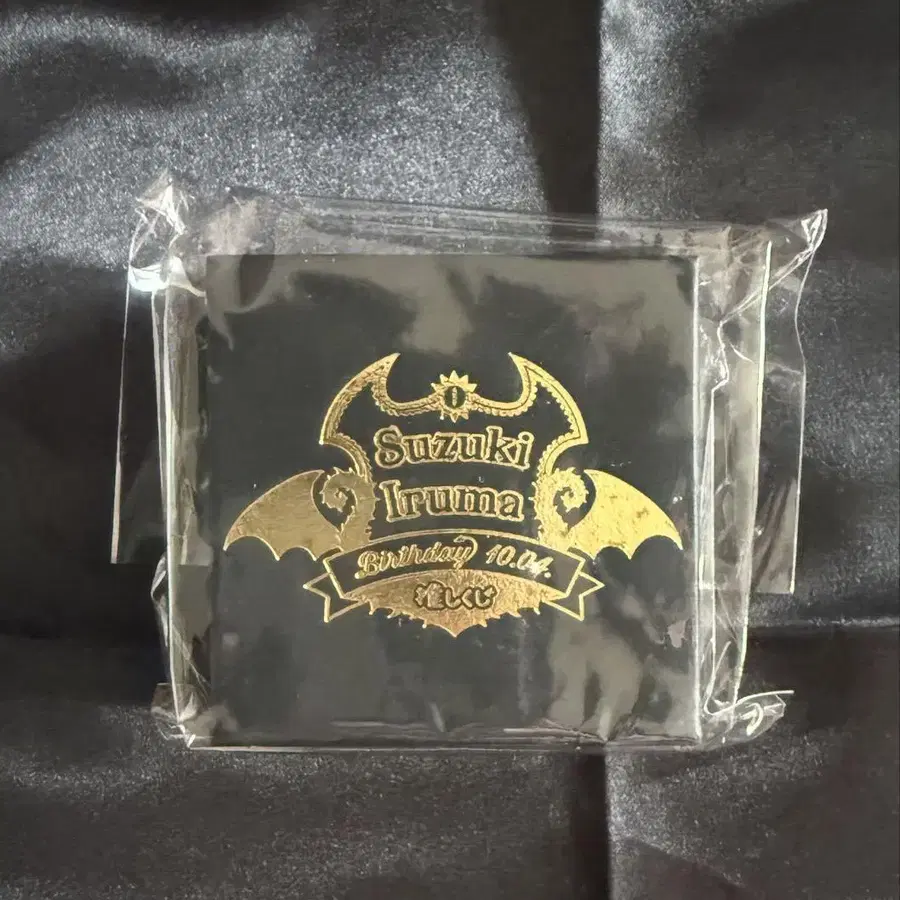 Suzuki
Iruma
Birthday 10.04.
推しくじ